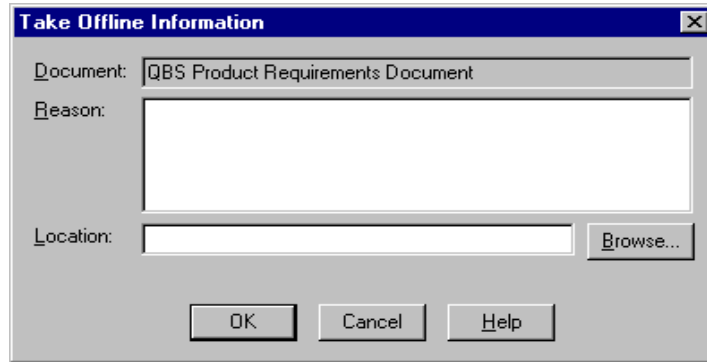 Take Offline Information
Document: QBS Product Requirements Document
Reason:
Location: Browse...
OK Cancel Help